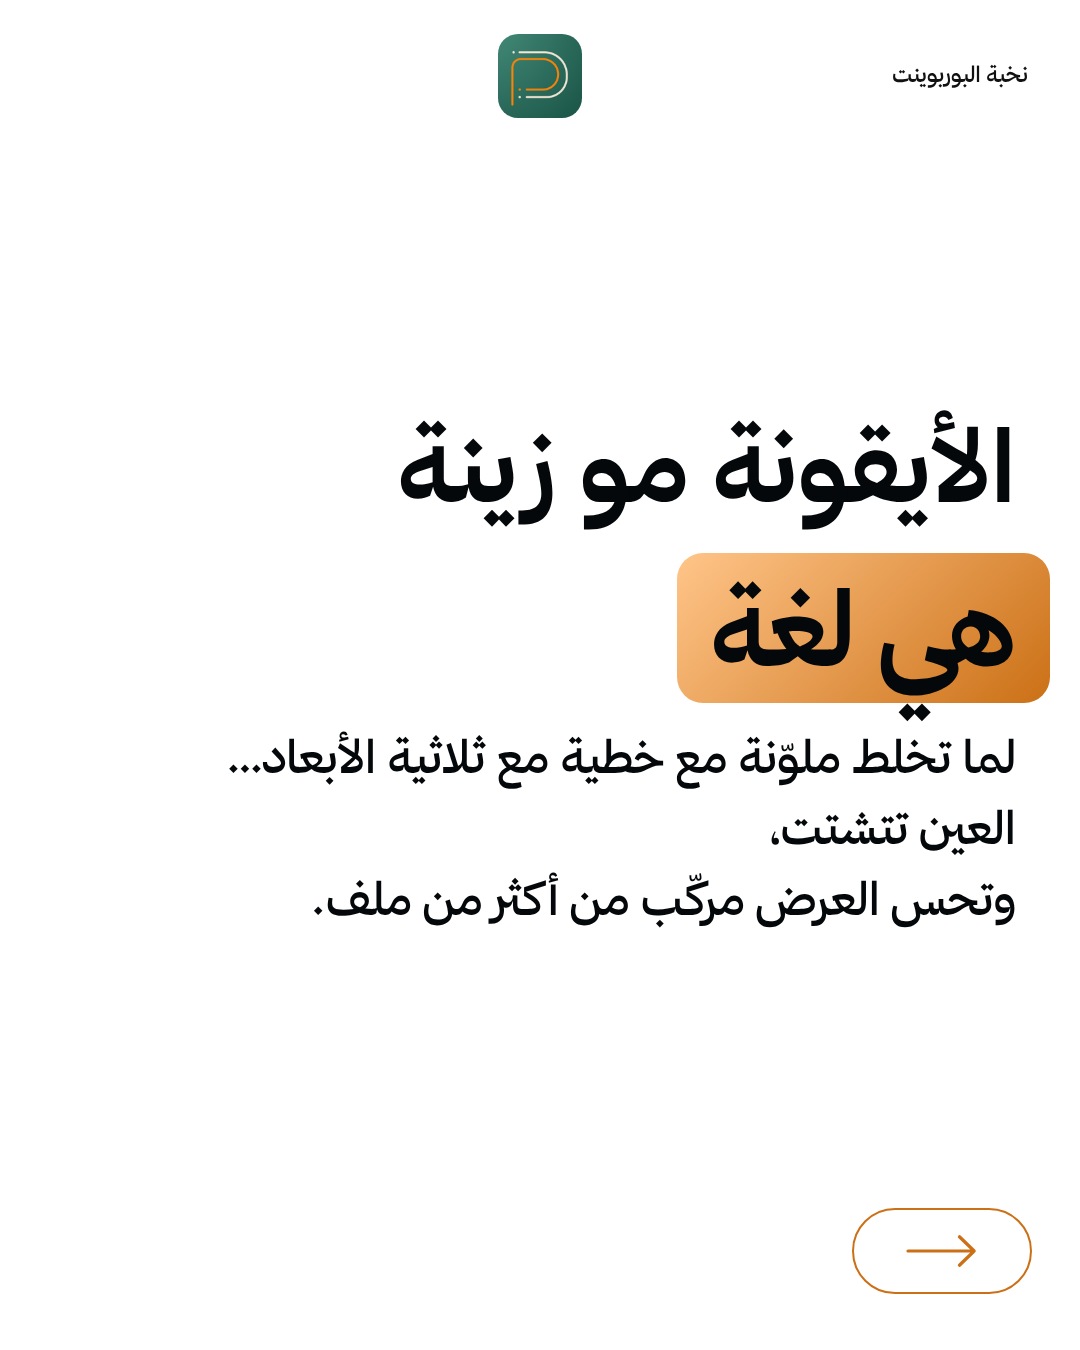 نخبة البوربوينت
الأيقونة مو زينة
هي لغة
لما تخلط ملوّنة مع خطية مع ثلاثية الأبعاد...
العين تتشتت،
وتحس العرض مركّب من أكثر من ملف.